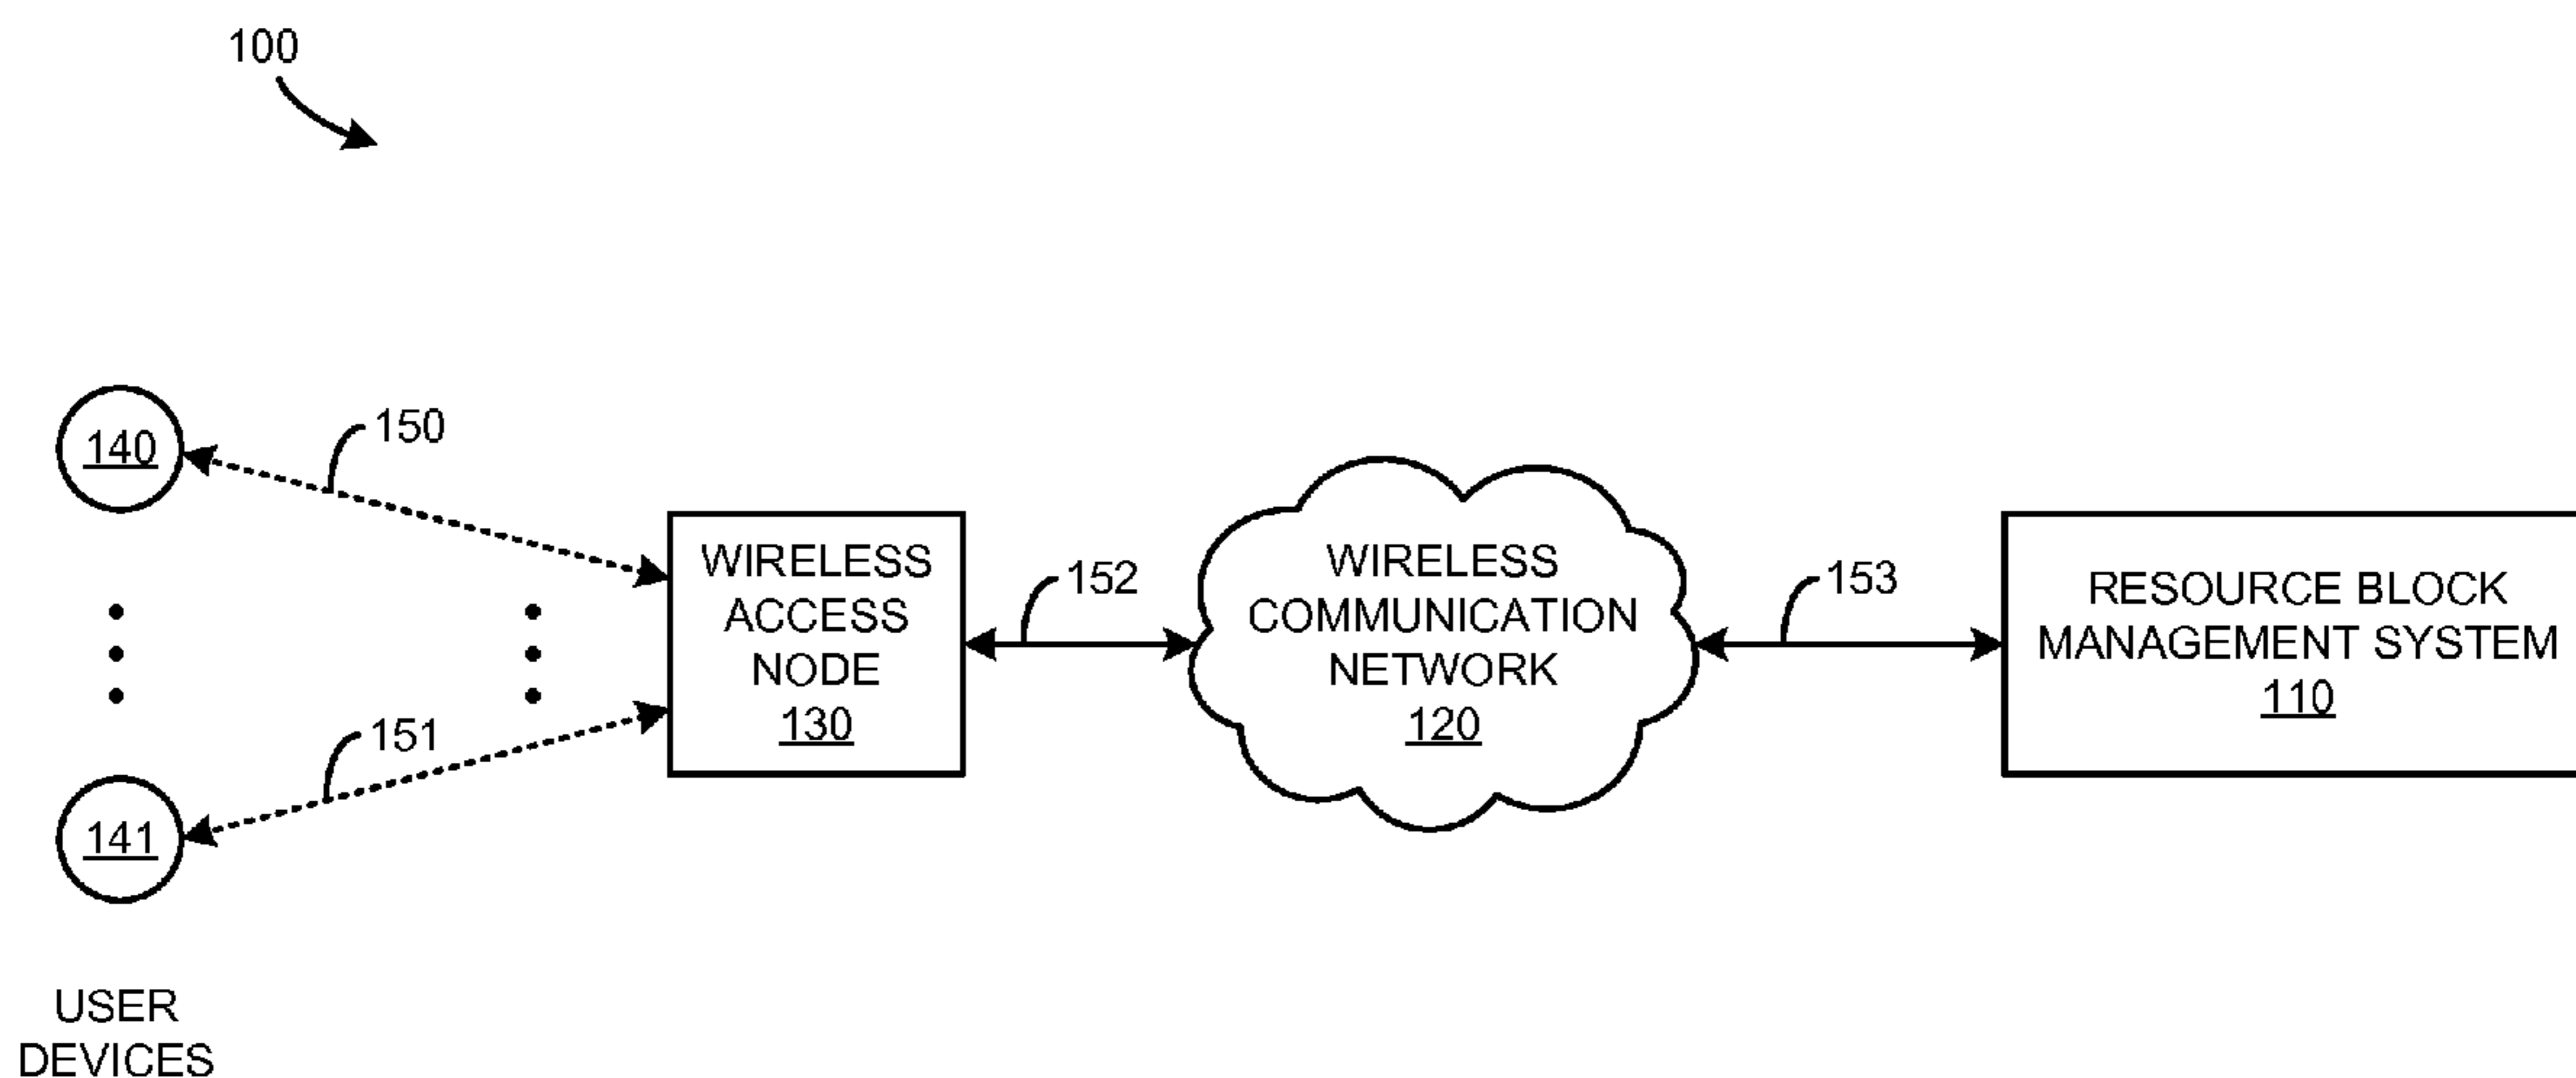 100
140
150
WIRELESS
ACCESS
NODE
130
152
WIRELESS
COMMUNICATION
NETWORK
120
153
RESOURCE BLOCK
MANAGEMENT SYSTEM
110
151
141
USER
DEVICES